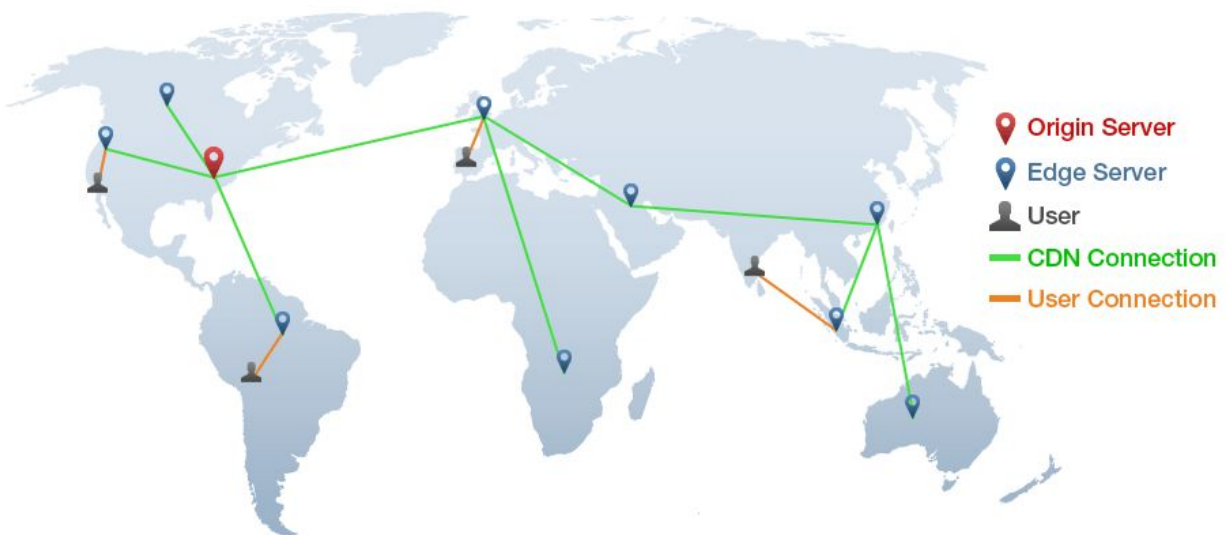 Origin Server
Edge Server
User
CDN Connection
User Connection